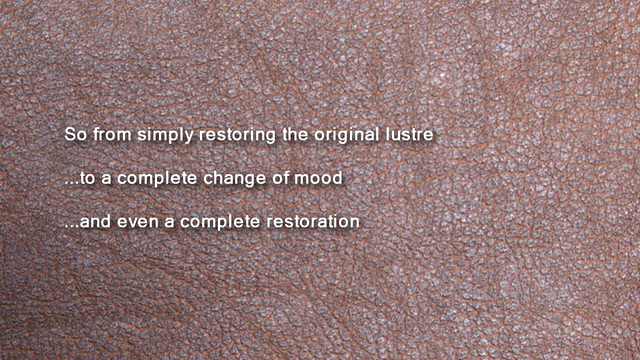 So from simply restoring the original lustre
...to a complete change of mood
...and even a complete restoration